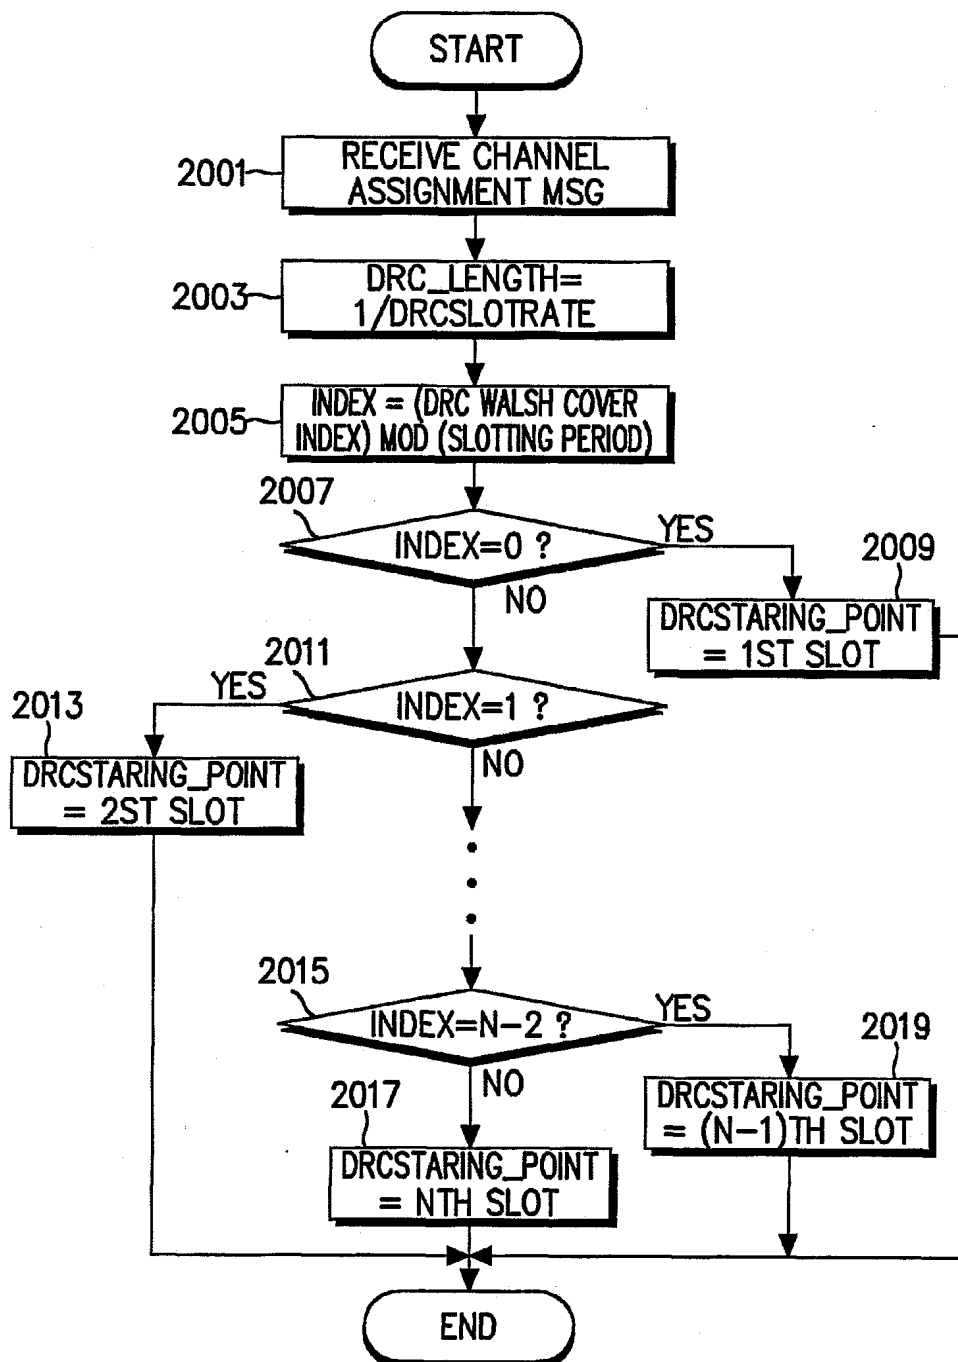 START
2001
RECEIVE CHANNEL
ASSIGNMENT MSG
2003
DRC_LENGTH=
1/DRCSLOTRATE
2005
INDEX = (DRC WALSH COVER
INDEX) MOD (SLOTTING PERIOD)
2007
INDEX=0 ?
YES
NO
2009
DRCSTARING_POINT
= 1ST SLOT
2011
INDEX=1 ?
YES
NO
2013
DRCSTARING_POINT
= 2ST SLOT
2015
INDEX=N-2 ?
YES
NO
2019
DRCSTARING_POINT
= (N-1)TH SLOT
2017
DRCSTARING_POINT
= NTH SLOT
END